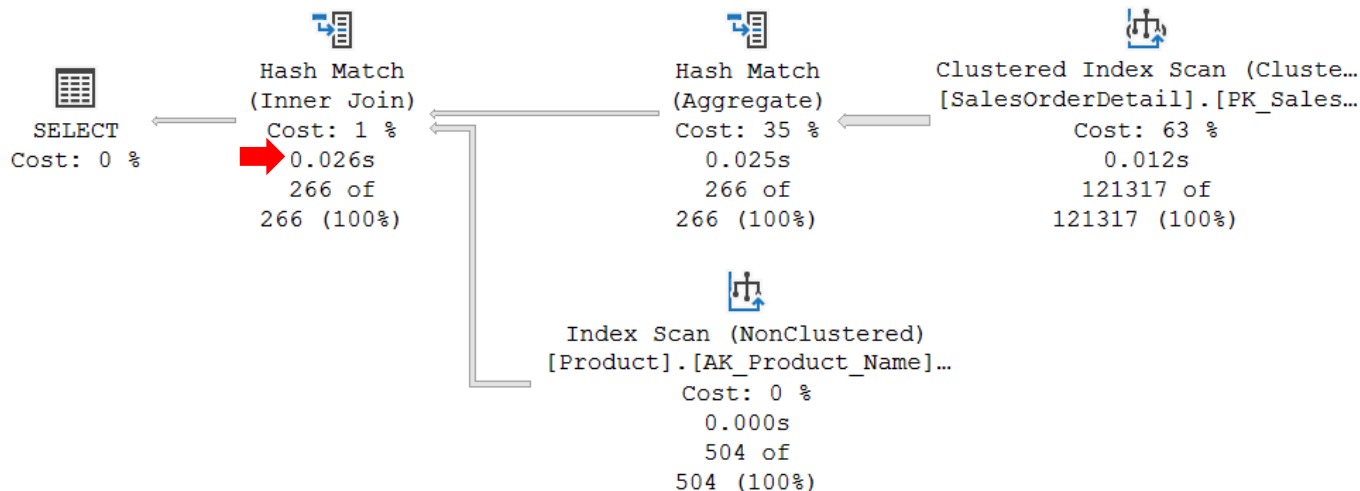 SELECT
Cost: 0 %
Hash Match
(Inner Join)
Cost: 1 %
0.026s
266 of
266 (100%)
Hash Match
(Aggregate)
Cost: 35 %
0.025s
266 of
266 (100%)
Clustered Index Scan (Cluste…
[SalesOrderDetail].[PK_Sales…
Cost: 63 %
0.012s
121317 of
121317 (100%)
Index Scan (NonClustered)
[Product].[AK_Product_Name]…
Cost: 0 %
0.000s
504 of
504 (100%)